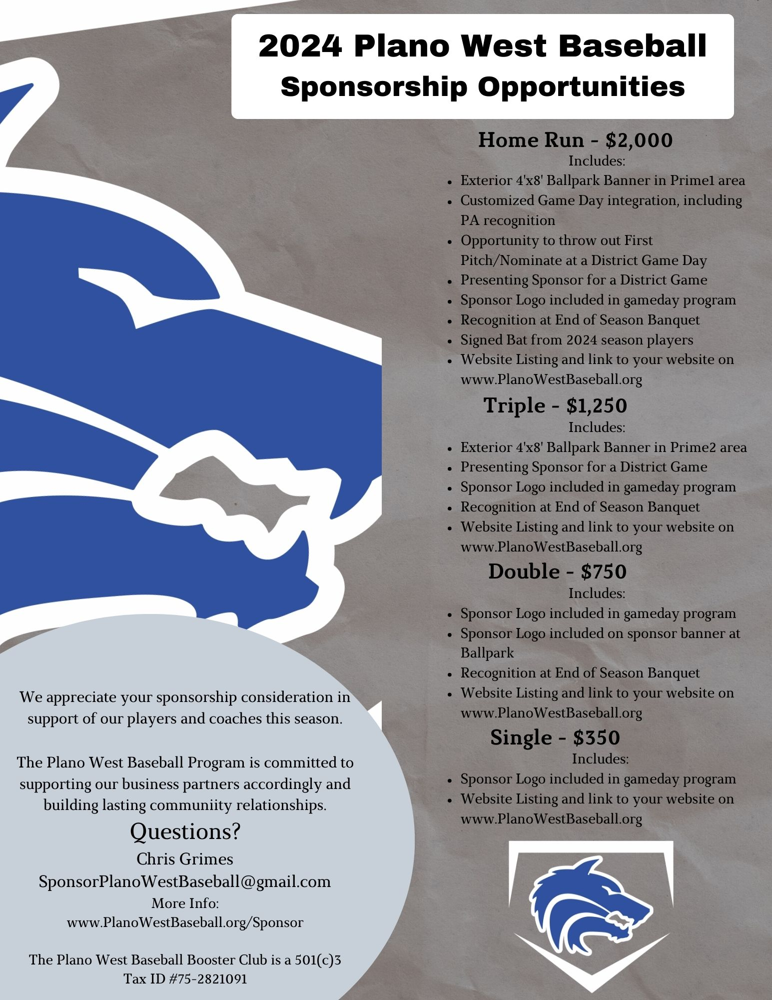 2024 Plano West Baseball
Sponsorship Opportunities
Home Run - $2,000
Includes:
• Exterior 4'x8' Ballpark Banner in Prime1 area
• Customized Game Day integration, including
PA recognition
• Opportunity to throw out First
Pitch/Nominate at a District Game Day
• Presenting Sponsor for a District Game
• Sponsor Logo included in gameday program
• Recognition at End of Season Banquet
• Signed Bat from 2024 season players
• Website Listing and link to your website on
www.PlanoWestBaseball.org
Triple - $1,250
Includes:
• Exterior 4'x8' Ballpark Banner in Prime2 area
• Presenting Sponsor for a District Game
• Sponsor Logo included in gameday program
• Recognition at End of Season Banquet
• Website Listing and link to your website on
www.PlanoWestBaseball.org
Double - $750
Includes:
• Sponsor Logo included in gameday program
• Sponsor Logo included on sponsor banner at
Ballpark
• Recognition at End of Season Banquet
• Website Listing and link to your website on
www.PlanoWestBaseball.org
Single - $350
Includes:
• Sponsor Logo included in gameday program
• Website Listing and link to your website on
www.PlanoWestBaseball.org
We appreciate your sponsorship consideration in
support of our players and coaches this season.
The Plano West Baseball Program is committed to
supporting our business partners accordingly and
building lasting communiity relationships.
Questions?
Chris Grimes
SponsorPlanoWestBaseball@gmail.com
More Info:
www.PlanoWestBaseball.org/Sponsor
The Plano West Baseball Booster Club is a 501(c)3
Tax ID #75-2821091